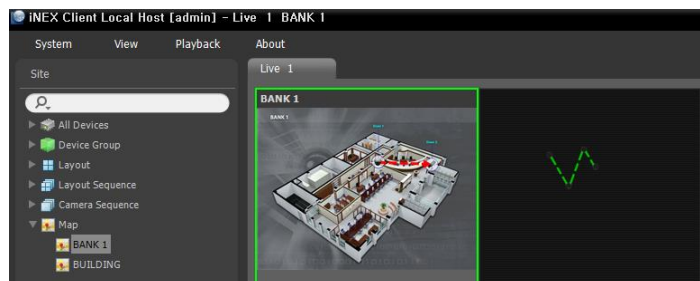 iNEX Client Local Host [admin] – Live 1 BANK 1
System View Playback About
Site
Live 1
All Devices
Device Group
Layout
Layout Sequence
Camera Sequence
Map
BANK 1
BUILDING
BANK 1
BANK 1